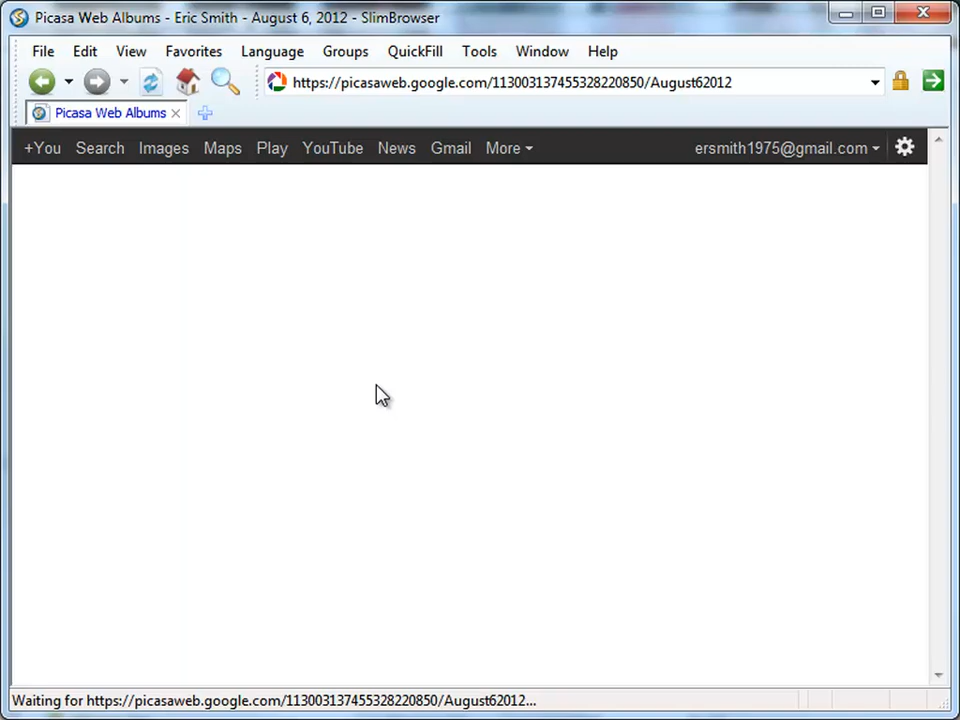 Picasa Web Albums - Eric Smith - August 6, 2012 - SlimBrowser
File Edit View Favorites Language Groups QuickFill Tools Window Help
https://picasaweb.google.com/113003137455328220850/August62012
Picasa Web Albums
+You Search Images Maps Play YouTube News Gmail More ersmith1975@gmail.com
Waiting for https://picasaweb.google.com/113003137455328220850/August62012...